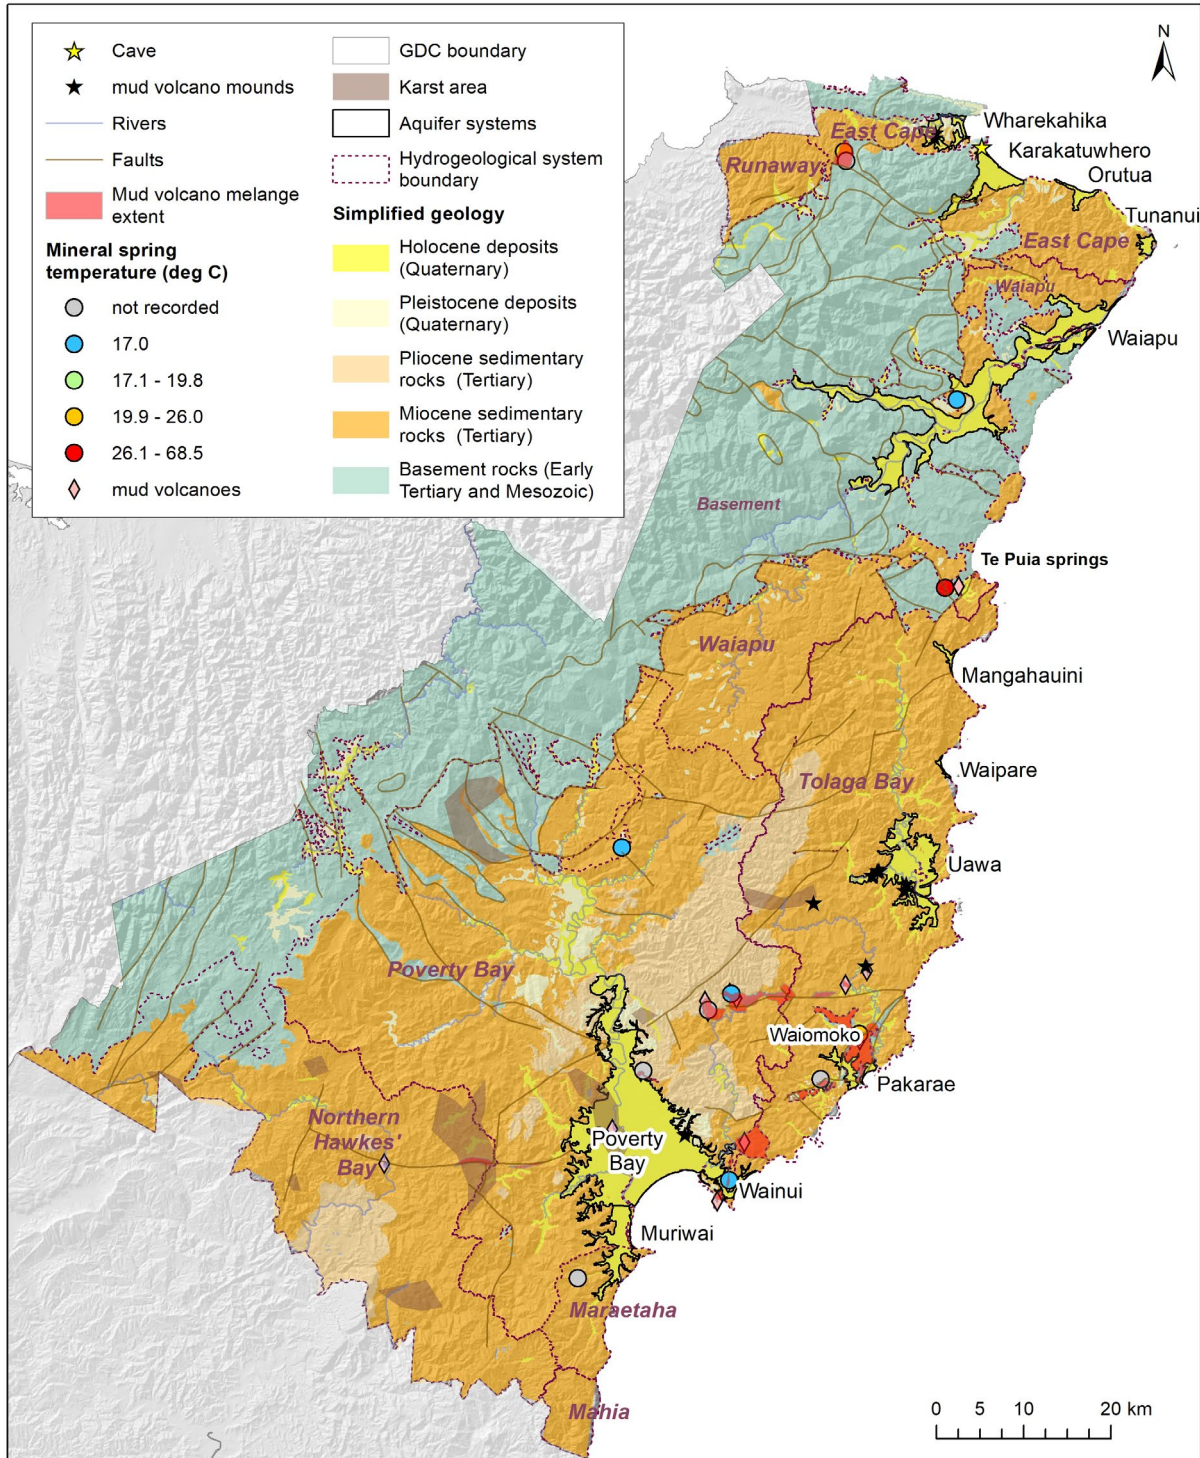 Cave
mud volcano mounds
Rivers
Faults
Mud volcano melange
extent
Mineral spring
temperature (deg C)
not recorded
17.0
17.1 - 19.8
19.9 - 26.0
26.1 - 68.5
mud volcanoes
GDC boundary
Karst area
Aquifer systems
Hydrogeological system
boundary
Simplified geology
Holocene deposits
(Quaternary)
Pleistocene deposits
(Quaternary)
Pliocene sedimentary
rocks (Tertiary)
Miocene sedimentary
rocks (Tertiary)
Basement rocks (Early
Tertiary and Mesozoic)
N
Wharekahika
East Cape
Karakatuwhero
Runaway
Orutua
Tunanui
East Cape
Waiapu
Waiapu
Basement
Te Puia springs
Waiapu
Mangahauini
Waipare
Tolaga Bay
Uawa
Poverty Bay
Waiomoko
Pakarae
Northern
Hawkes'
Bay
Poverty
Bay
Wainui
Muriwai
Maraetaha
Mahia
0 5 10 20 km